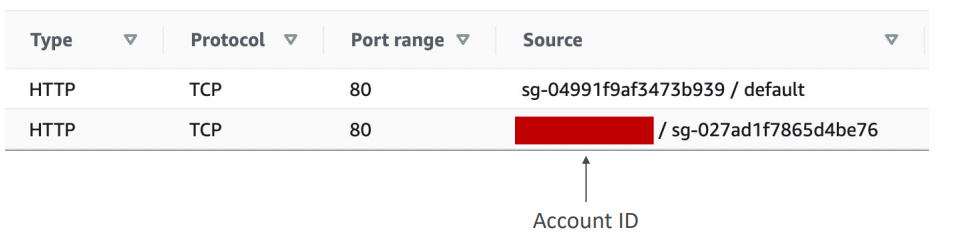 Type Protocol Port range Source
HTTP TCP 80 sg-04991f9af3473b939 / default
HTTP TCP 80 / sg-027ad1f7865d4be76
Account ID